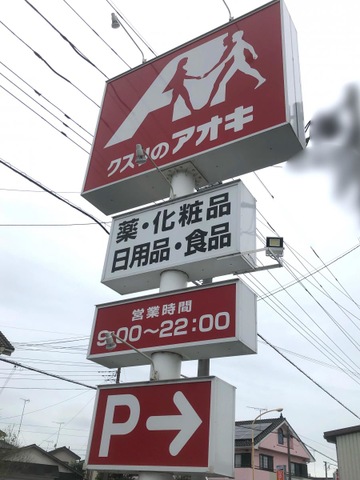 クスリのアオキ
薬・化粧品
日用品・食品
営業時間
9:00〜22:00
P→